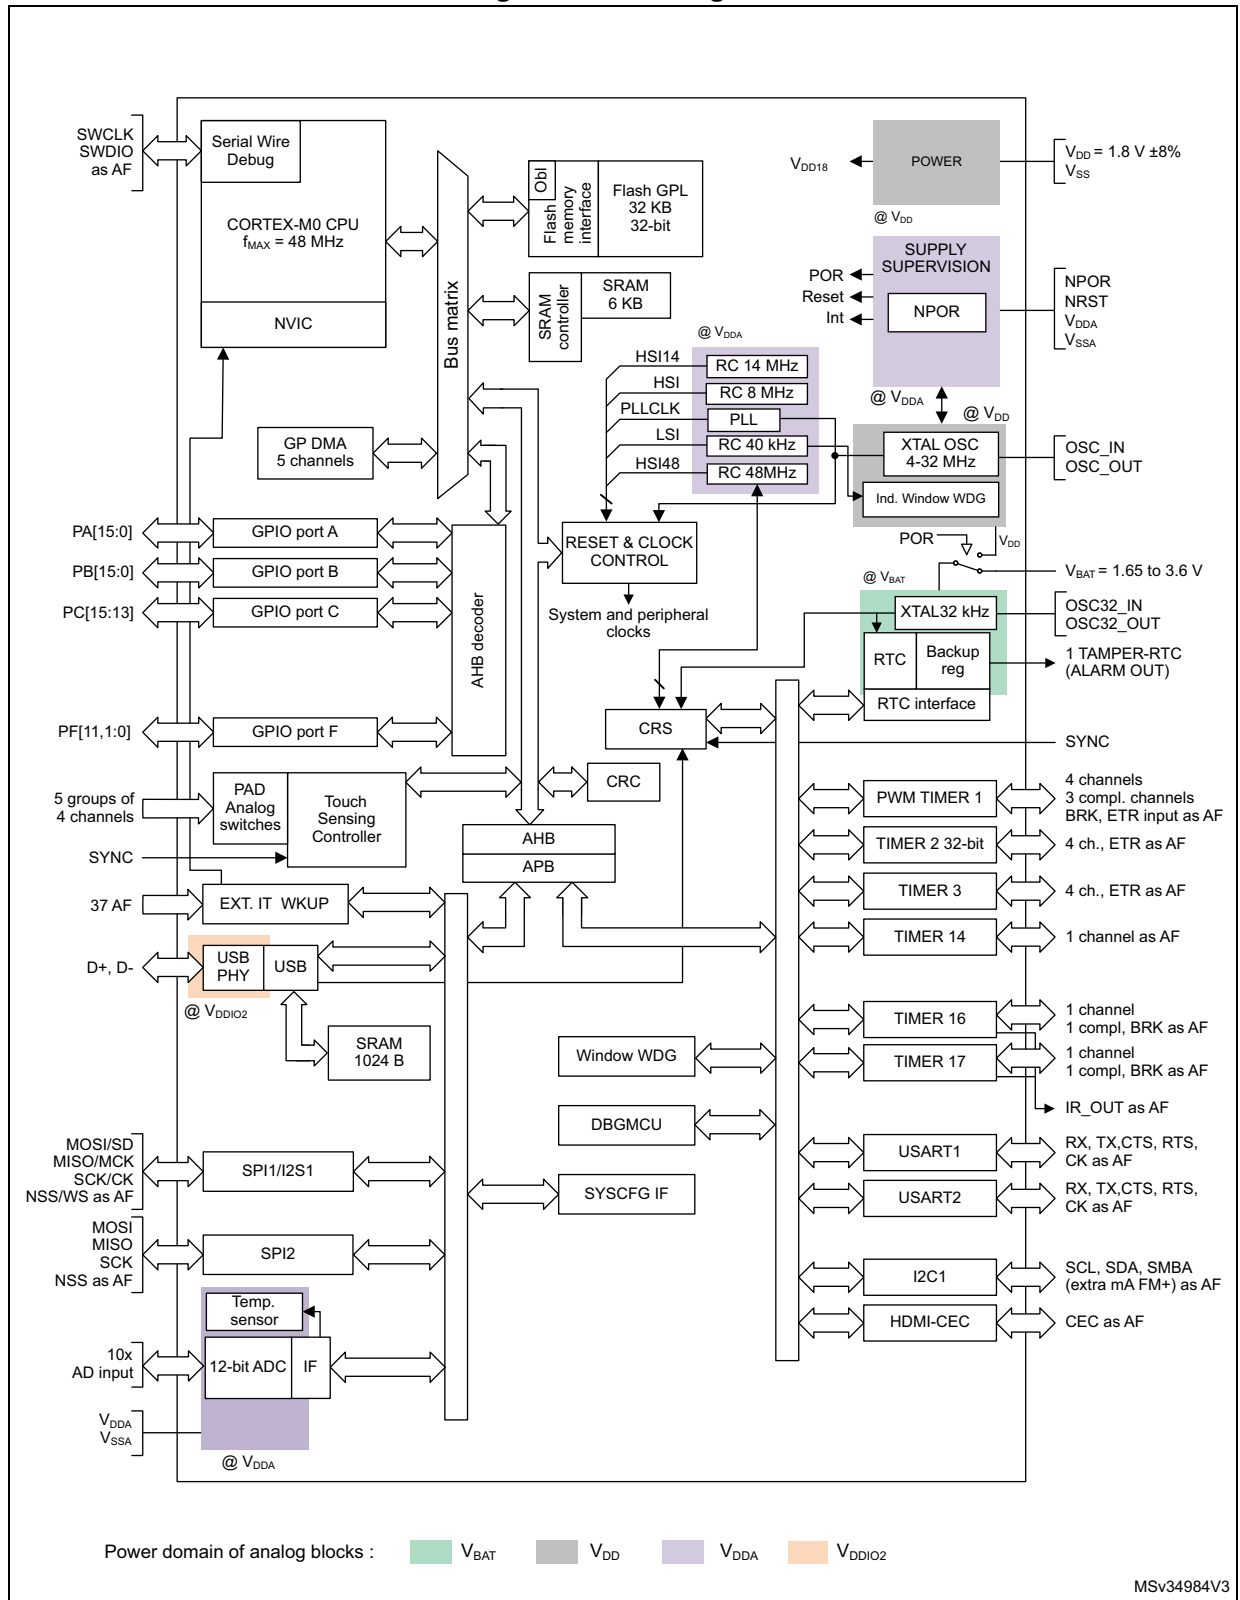 SWCLK
SWDIO
as AF
Serial Wire
Debug
CORTEX-M0 CPU
fMAX = 48 MHz
NVIC
Bus matrix
Obl
Flash
memory
interface
Flash GPL
32 KB
32-bit
SRAM
controller
SRAM
6 KB
VDD18
POWER
VDD = 1.8 V ±8%
VSS
@ VDD
SUPPLY
SUPERVISION
POR
Reset
Int
NPOR
NPOR
NRST
VDDA
VSSA
@ VDDA
@ VDDA
HSI14
RC 14 MHz
HSI
RC 8 MHz
PLLCLK
PLL
LSI
RC 40 kHz
HSI48
RC 48MHz
@ VDD
XTAL OSC
4-32 MHz
OSC_IN
OSC_OUT
Ind. Window WDG
GP DMA
5 channels
PA[15:0]
GPIO port A
PB[15:0]
GPIO port B
PC[15:13]
GPIO port C
AHB decoder
PF[11,1:0]
GPIO port F
RESET & CLOCK
CONTROL
System and peripheral
clocks
POR
VDD
VBAT = 1.65 to 3.6 V
@ VBAT
XTAL32 kHz
OSC32_IN
OSC32_OUT
RTC
Backup
reg
1 TAMPER-RTC
(ALARM OUT)
RTC interface
CRS
SYNC
5 groups of
4 channels
PAD
Analog
switches
Touch
Sensing
Controller
SYNC
CRC
AHB
APB
PWM TIMER 1
4 channels
3 compl. channels
BRK, ETR input as AF
TIMER 2 32-bit
4 ch., ETR as AF
37 AF
EXT. IT WKUP
TIMER 3
4 ch., ETR as AF
TIMER 14
1 channel as AF
D+, D-
USB
PHY
USB
@ VDDIO2
SRAM
1024 B
TIMER 16
1 channel
1 compl, BRK as AF
Window WDG
TIMER 17
1 channel
1 compl, BRK as AF
IR_OUT as AF
DBGMCU
MOSI/SD
MISO/MCK
SCK/CK
NSS/WS as AF
SPI1/I2S1
USART1
RX, TX,CTS, RTS,
CK as AF
SYSCFG IF
USART2
RX, TX,CTS, RTS,
CK as AF
MOSI
MISO
SCK
NSS as AF
SPI2
I2C1
SCL, SDA, SMBA
(extra mA FM+) as AF
Temp.
sensor
HDMI-CEC
CEC as AF
10x
AD input
12-bit ADC
IF
VDDA
VSSA
@ VDDA
Power domain of analog blocks :
VBAT
VDD
VDDA
VDDIO2
MSv34984V3